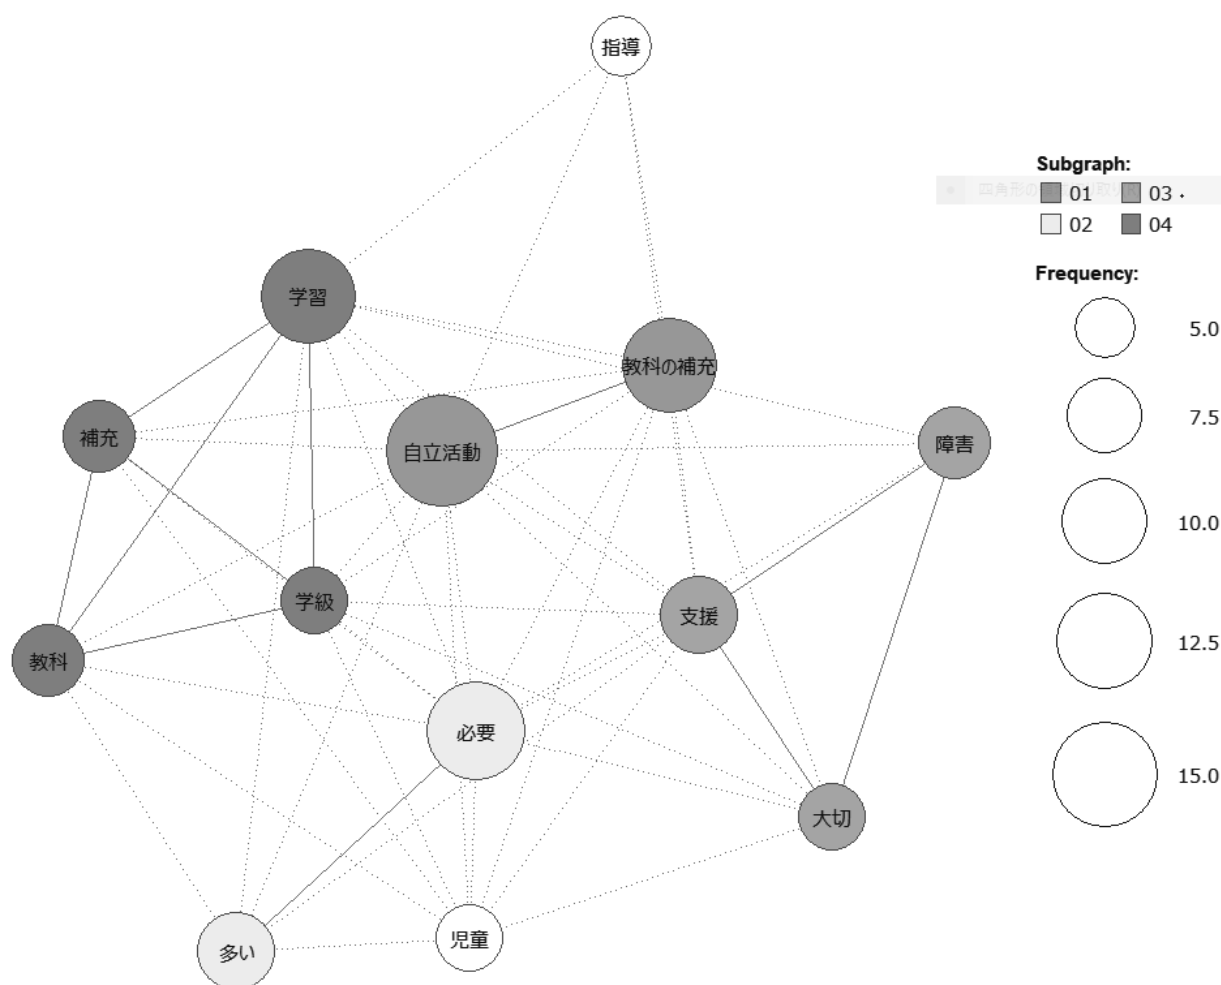 指導
Subgraph:
01 03
02 04
Frequency:
5.0
7.5
10.0
12.5
15.0
学習
教科の補充
補充
自立活動
障害
学級
支援
教科
必要
大切
多い
児童